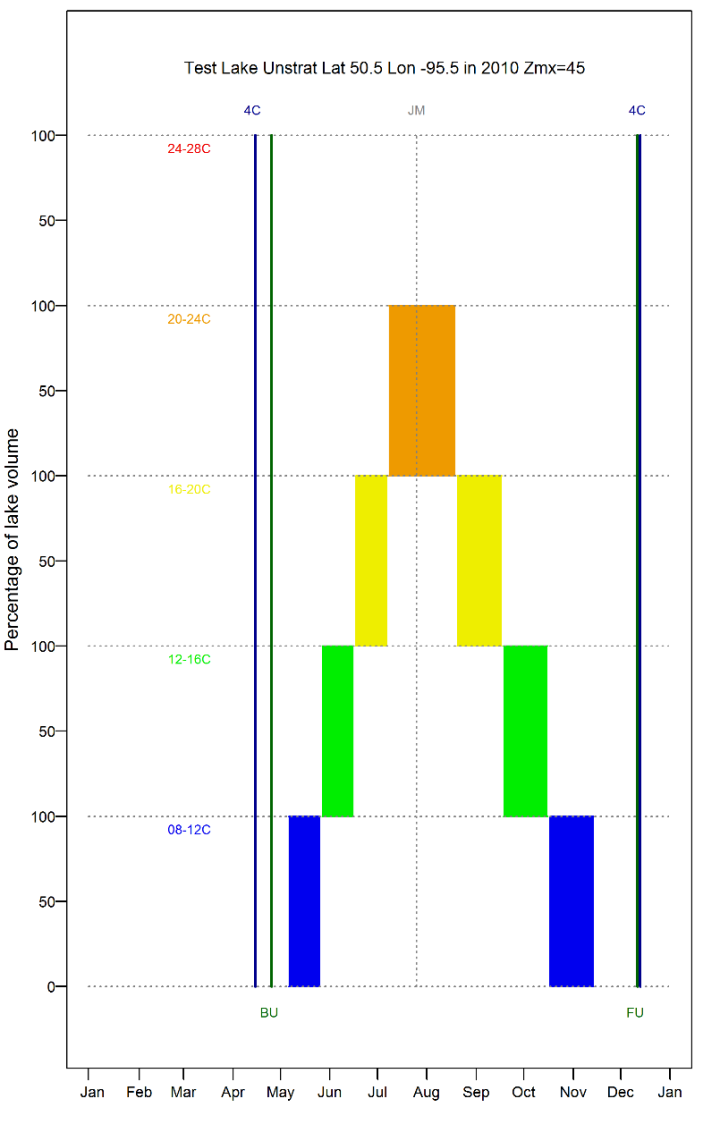 Test Lake Unstrat Lat 50.5 Lon -95.5 in 2010 Zmx=45
4C JM 4C
100
24-28C
50
100
20-24C
50
Percentage of lake volume
100
16-20C
50
100
12-16C
50
100
08-12C
50
0
BU FU
Jan Feb Mar Apr May Jun Jul Aug Sep Oct Nov Dec Jan